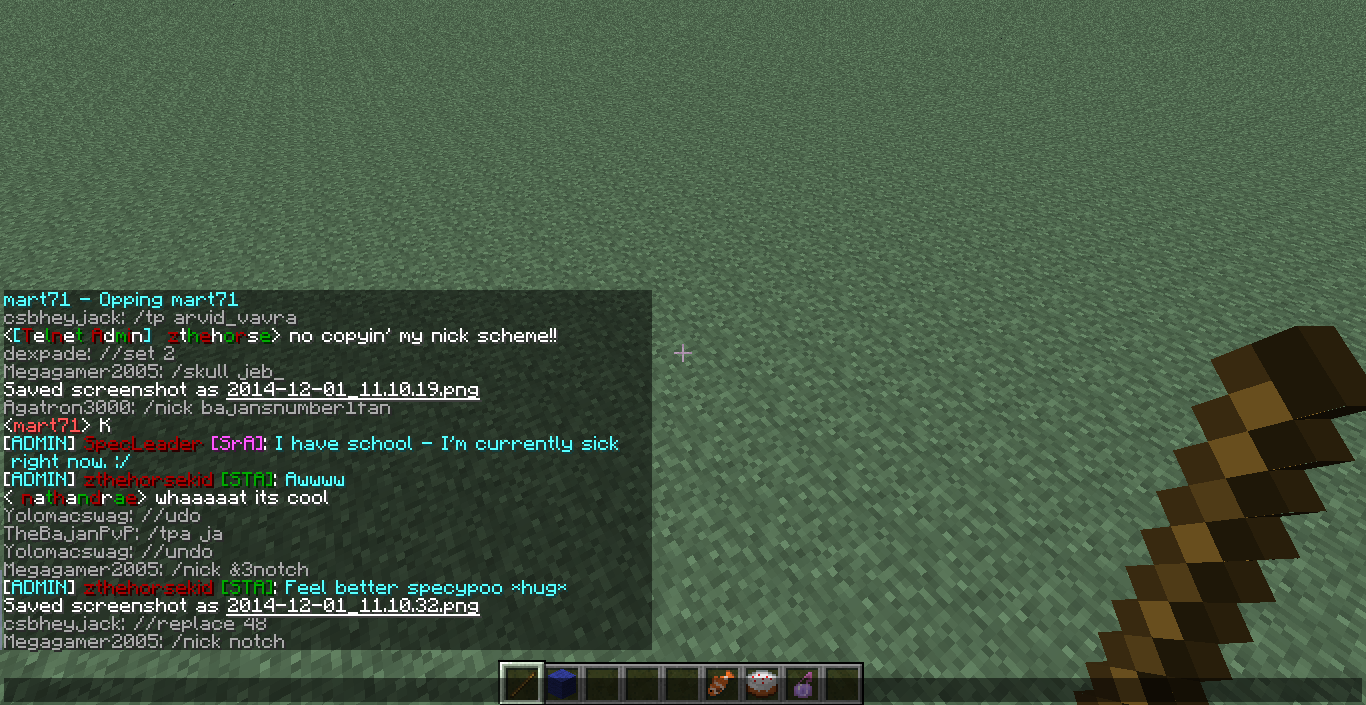 mart71 - Opping mart71
csbheyjack: /tp arvid_vavra
<[Telnet Admin] zthehorse> no copyin' my nick scheme!!
dexpade: //set 2
Megagamer2005: /skull jeb_
Saved screenshot as 2014-12-01_11.10.19.png
Agatron3000: /nick bajansnumber1fan
<mart71> K
[ADMIN] SpecLeader [SrA]: I have school - I'm currently sick
right now. :/
[ADMIN] zthehorsekid [STA]: Awwww
< nathandrae> whaaaaat its cool
Yolomacswag: //udo
TheBajanPvP: /tpa ja
Yolomacswag: //undo
Megagamer2005: /nick &3notch
[ADMIN] zthehorsekid [STA]: Feel better specypoo *hug*
Saved screenshot as 2014-12-01_11.10.32.png
csbheyjack: //replace 48
Megagamer2005: /nick notch